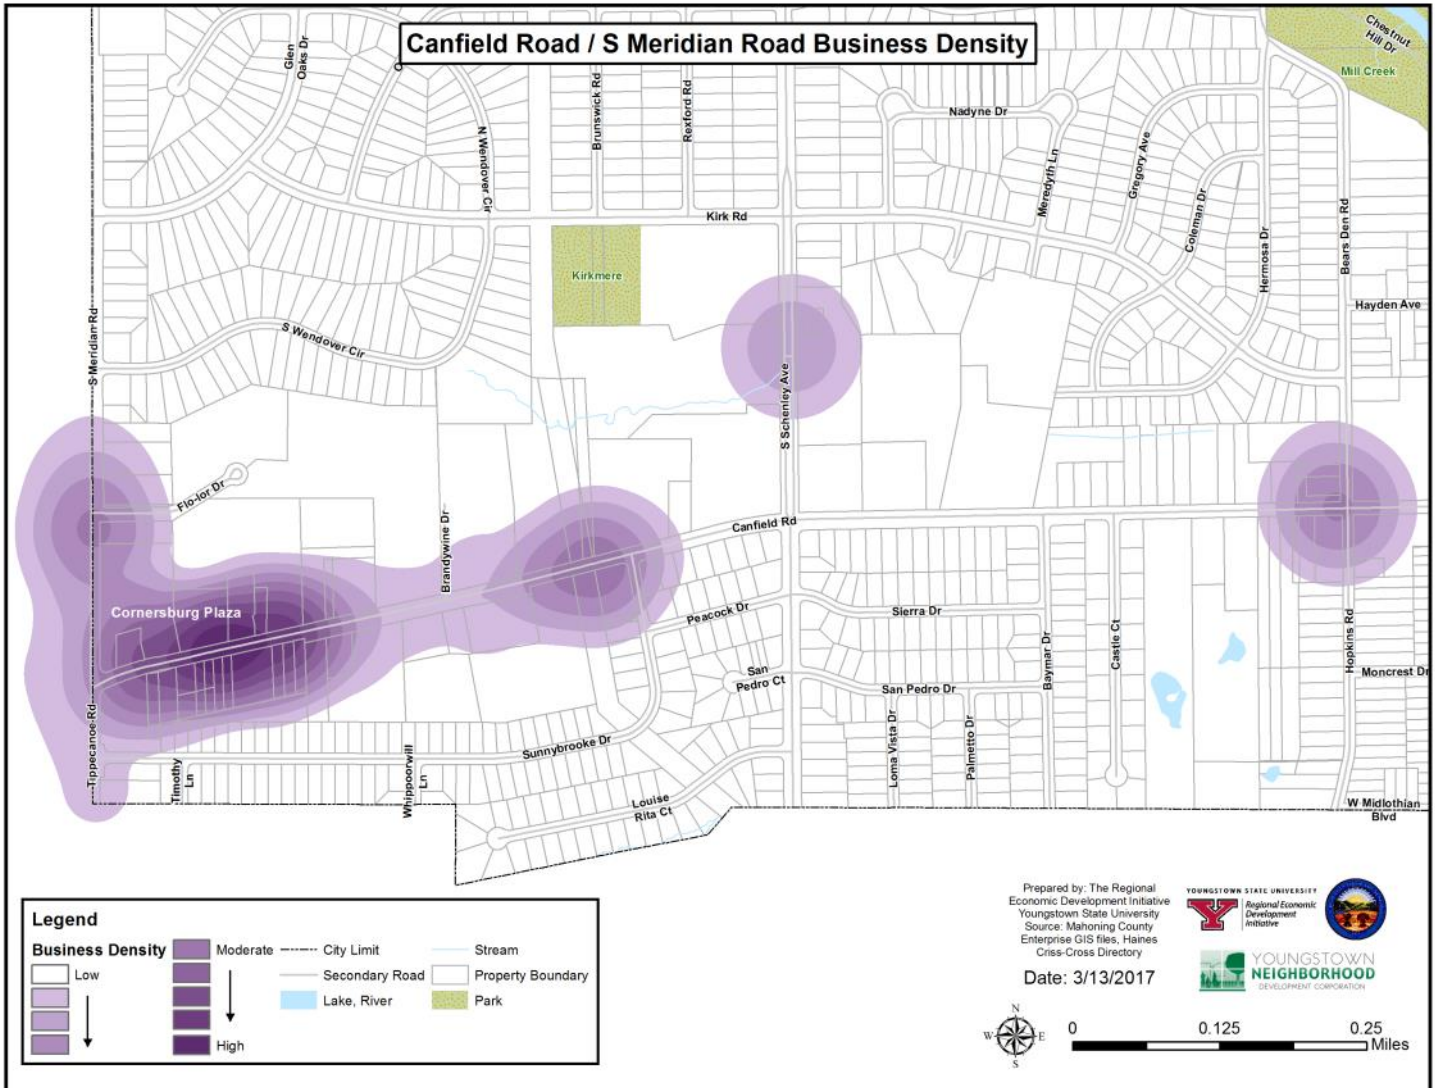 Canfield Road / S Meridian Road Business Density
Chestnut
Hill Dr
Mill Creek
Glen
Oaks Dr
N Wendover Cir
Brunswick Rd
Rexford Rd
Nadyne Dr
Meredyth Ln
Gregory Ave
Coleman Dr
Hermosa Dr
Bears Den Rd
Kirk Rd
Kirkmere
Hayden Ave
S Meridian Rd
S Wendover Cir
S Schenley Ave
Flo-lor Dr
Brandywine Dr
Canfield Rd
Cornersburg Plaza
Peacock Dr
Sierra Dr
Baymar Dr
Castle Ct
Hopkins Rd
San
Pedro Ct
San Pedro Dr
Moncrest Dr
Tippecanoe Rd
Timothy
Ln
Whippoorwill
Ln
Sunnybrooke Dr
Loma Vista Dr
Palmetto Dr
Louise
Rita Ct
W Midlothian
Blvd
Legend
Business Density
Low
Moderate
High
City Limit
Secondary Road
Lake, River
Stream
Property Boundary
Park
Prepared by: The Regional
Economic Development Initiative
Youngstown State University
Source: Mahoning County
Enterprise GIS files, Haines
Criss-Cross Directory
Date: 3/13/2017
YOUNGSTOWN STATE UNIVERSITY
Y
Regional Economic
Development
Initiative
YOUNGSTOWN
NEIGHBORHOOD
DEVELOPMENT CORPORATION
N
W E
S
0 0.125 0.25
Miles